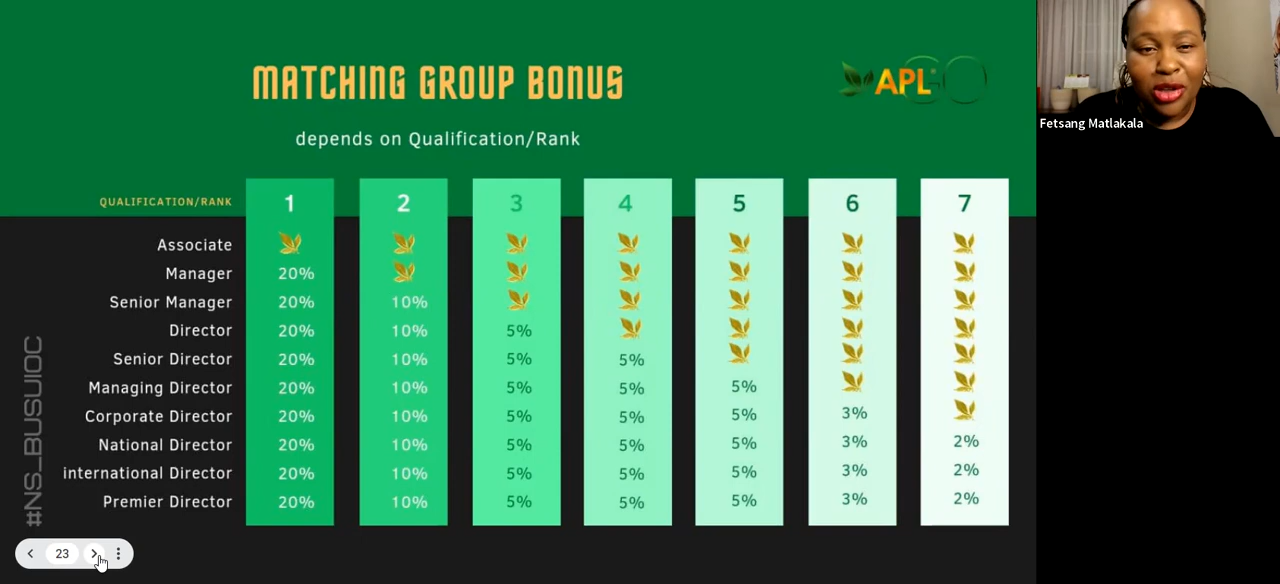 MATCHING GROUP BONUS
APLGO
depends on Qualification/Rank
Fetsang Matlakala
QUALIFICATION/RANK 1 2 3 4 5 6 7
Associate
Manager 20%
Senior Manager 20% 10%
Director 20% 10% 5%
Senior Director 20% 10% 5% 5%
Managing Director 20% 10% 5% 5% 5%
Corporate Director 20% 10% 5% 5% 5% 3%
National Director 20% 10% 5% 5% 5% 3% 2%
international Director 20% 10% 5% 5% 5% 3% 2%
Premier Director 20% 10% 5% 5% 5% 3% 2%
#NS_BUSUIOC
23